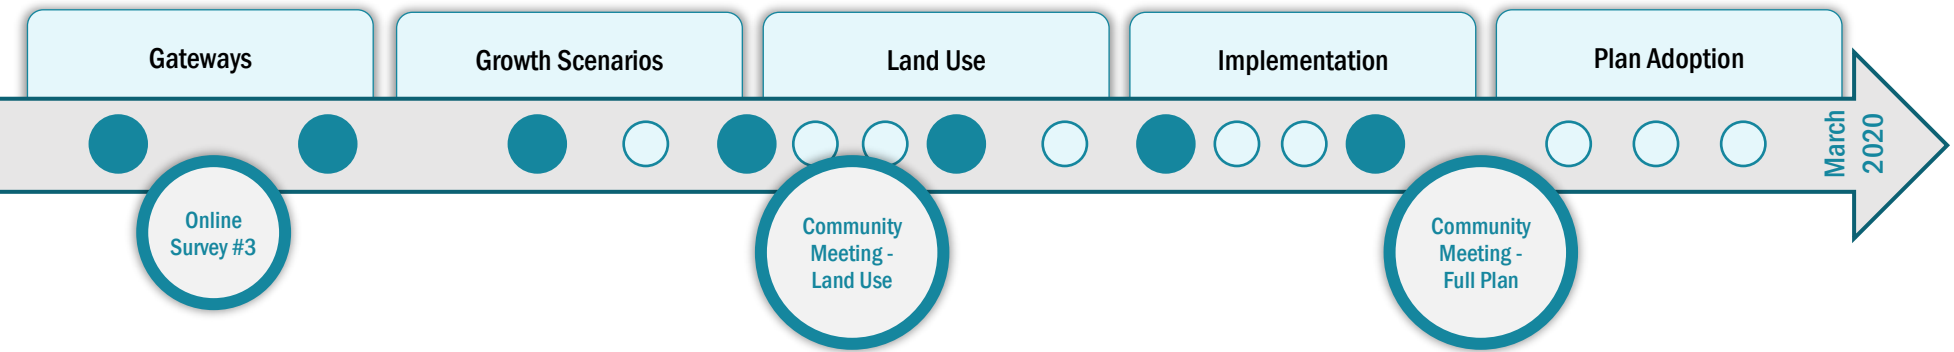 Gateways
Growth Scenarios
Land Use
Implementation
Plan Adoption
March
2020
Online
Survey #3
Community
Meeting -
Land Use
Community
Meeting -
Full Plan